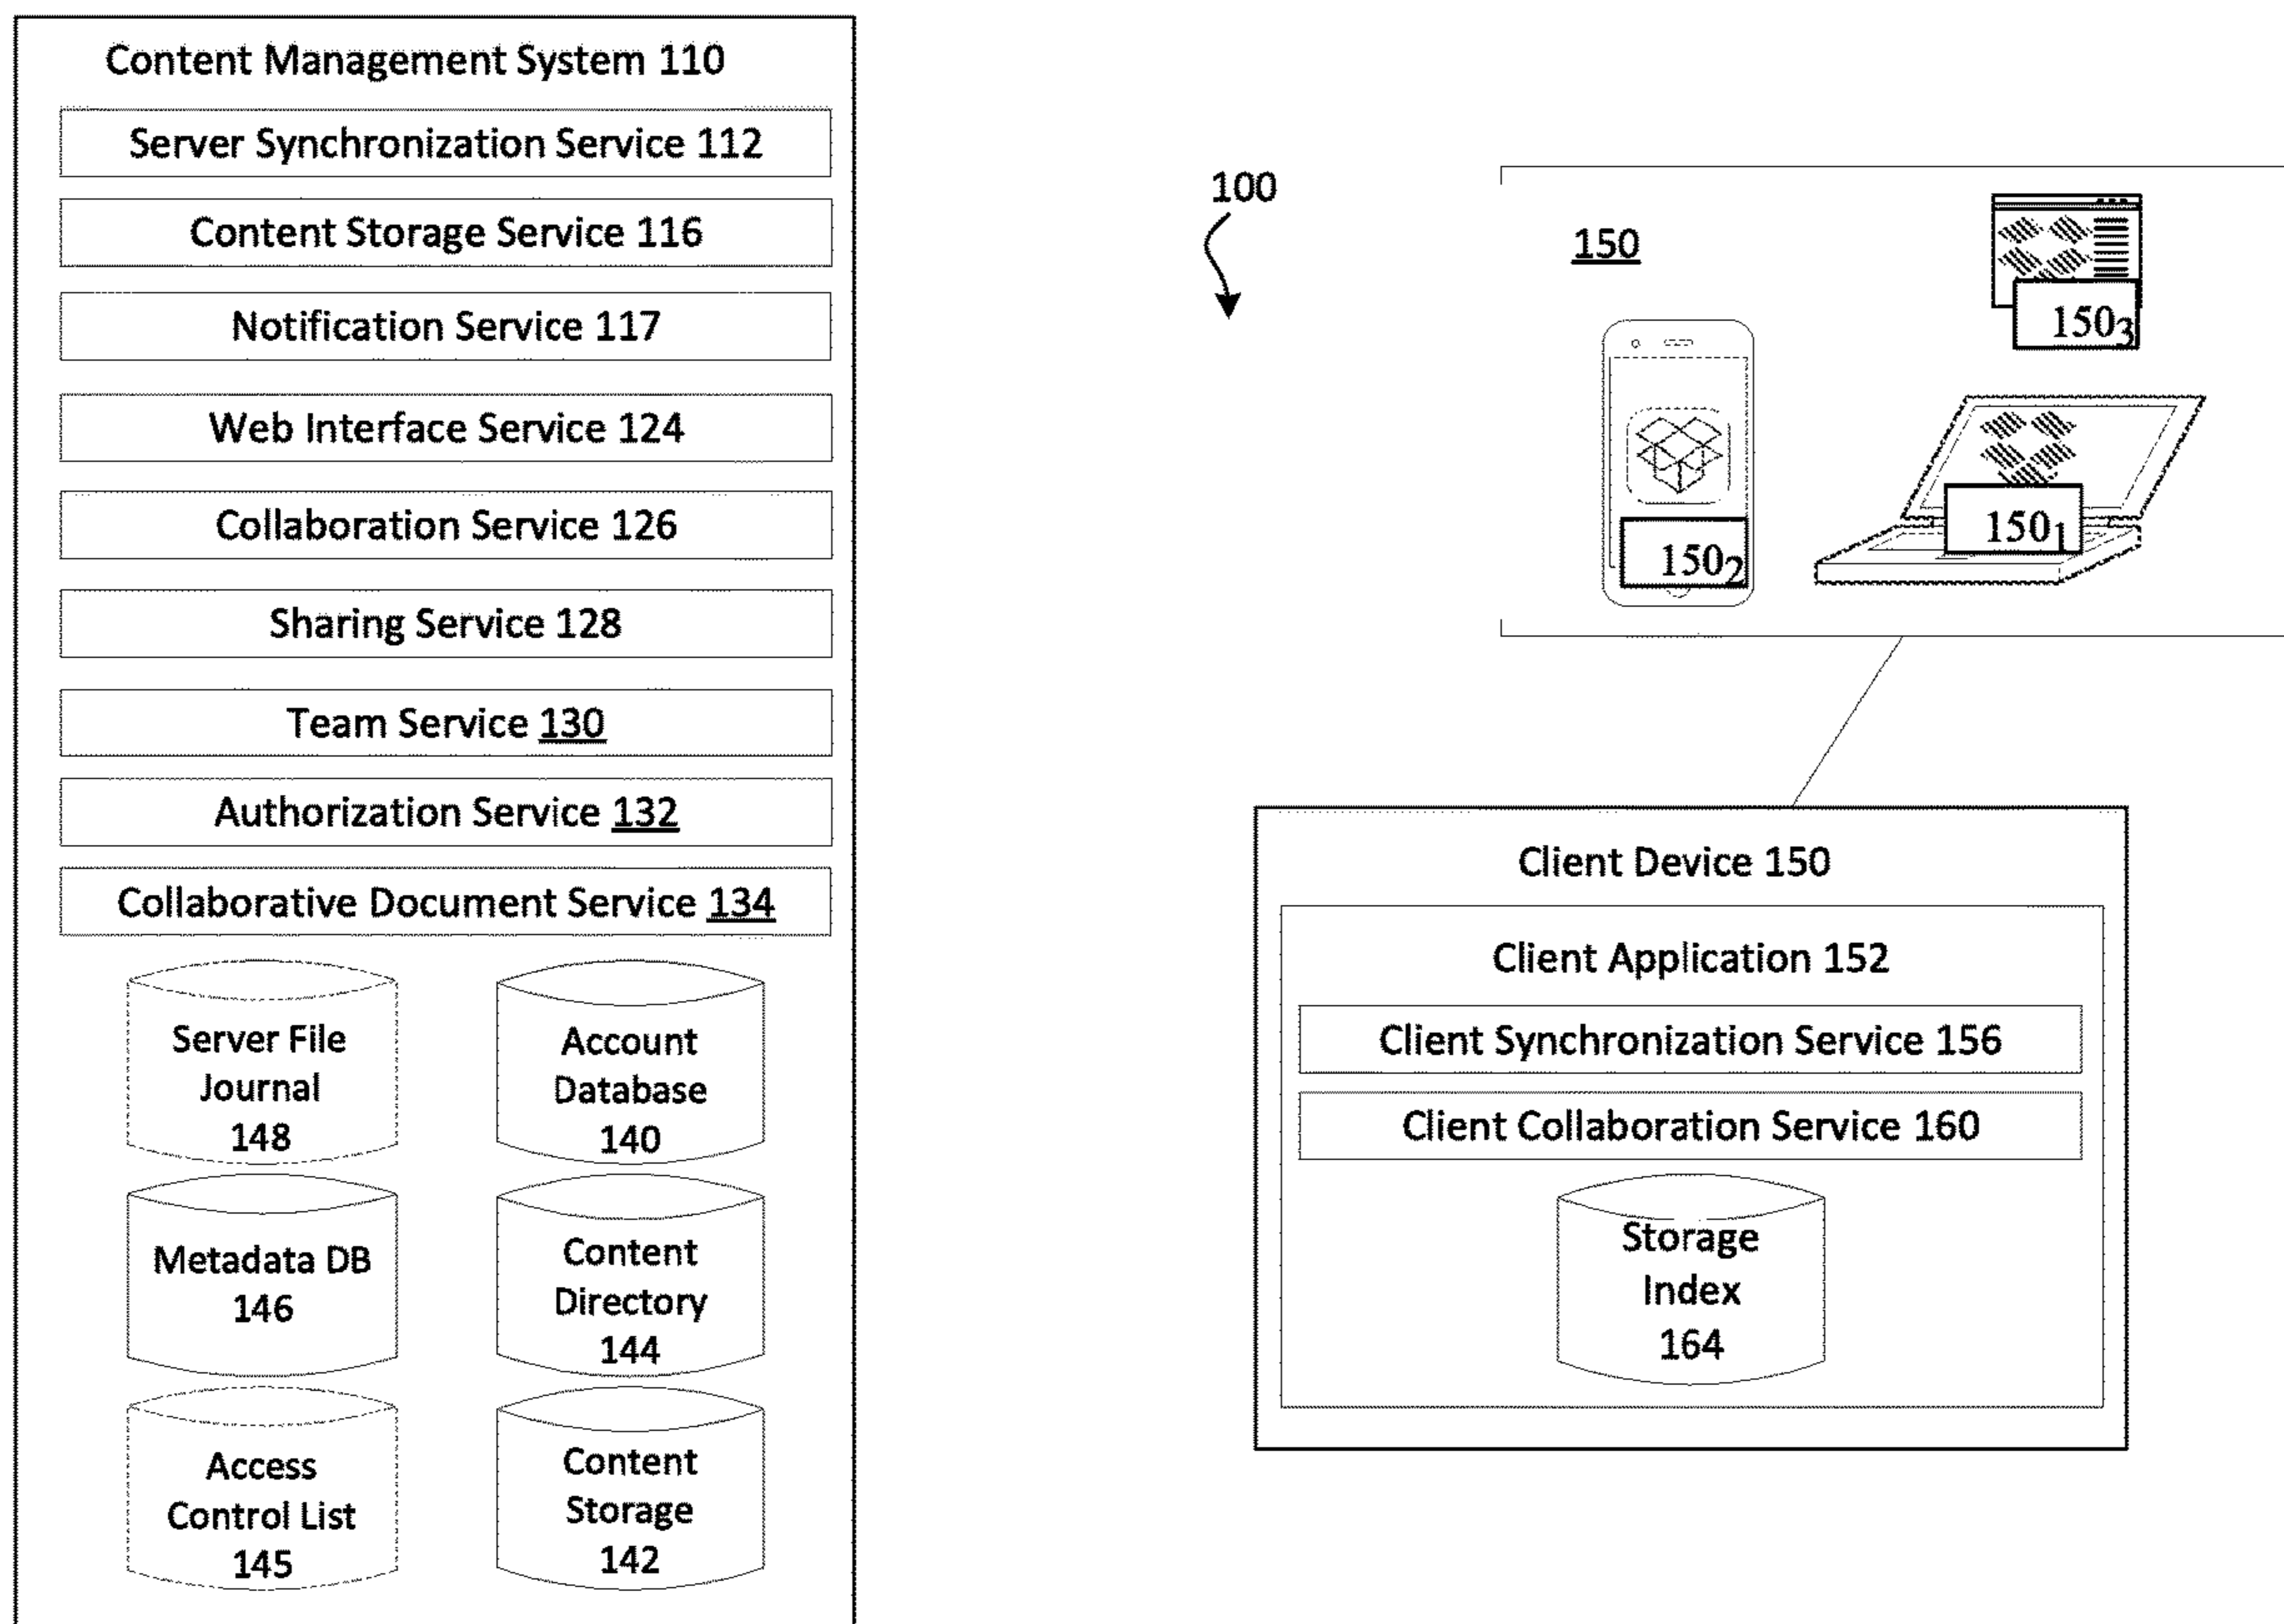 Content Management System 110
Server Synchronization Service 112
Content Storage Service 116
Notification Service 117
Web Interface Service 124
Collaboration Service 126
Sharing Service 128
Team Service 130
Authorization Service 132
Collaborative Document Service 134
Server File
Journal
148
Account
Database
140
Metadata DB
146
Content
Directory
144
Access
Control List
145
Content
Storage
142
100
150
150₃
150₂
150₁
Client Device 150
Client Application 152
Client Synchronization Service 156
Client Collaboration Service 160
Storage
Index
164